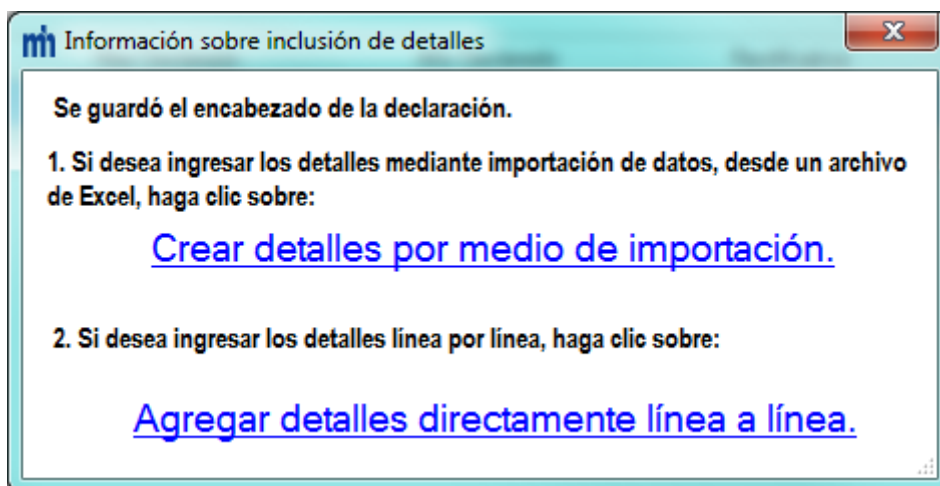 mh Información sobre inclusión de detalles
Se guardó el encabezado de la declaración.
1. Si desea ingresar los detalles mediante importación de datos, desde un archivo
de Excel, haga clic sobre:
Crear detalles por medio de importación.
2. Si desea ingresar los detalles línea por línea, haga clic sobre:
Agregar detalles directamente línea a línea.